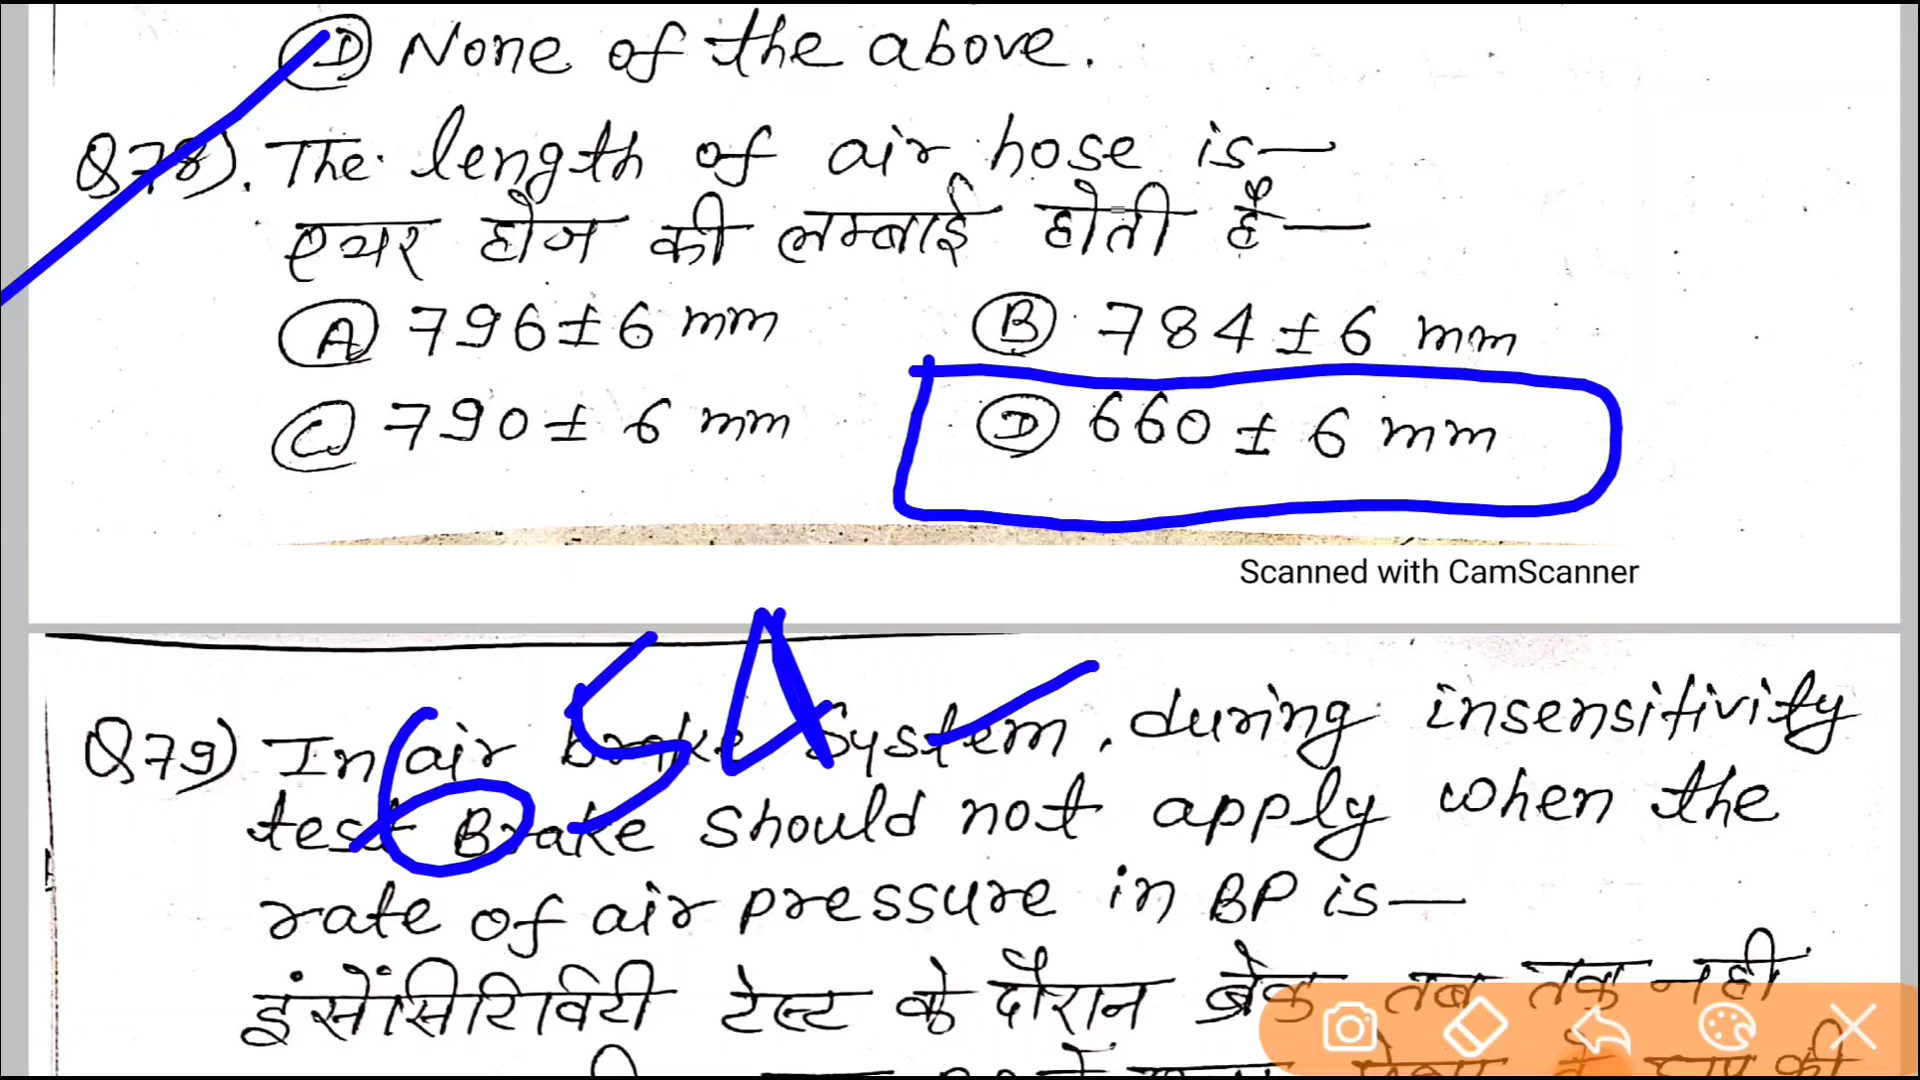 D None of the above.
Q78). The length of air hose is—
एयर होज की लम्बाई होती है—
A 796±6 mm B 784±6 mm
C 790±6 mm D 660±6 mm
Scanned with CamScanner
Q79) In air brake system, during insensitivity
test Brake should not apply when the
rate of air pressure in BP is—
इंसेंसिटिविटी टेस्ट के दौरान ब्रेक तब तक नही